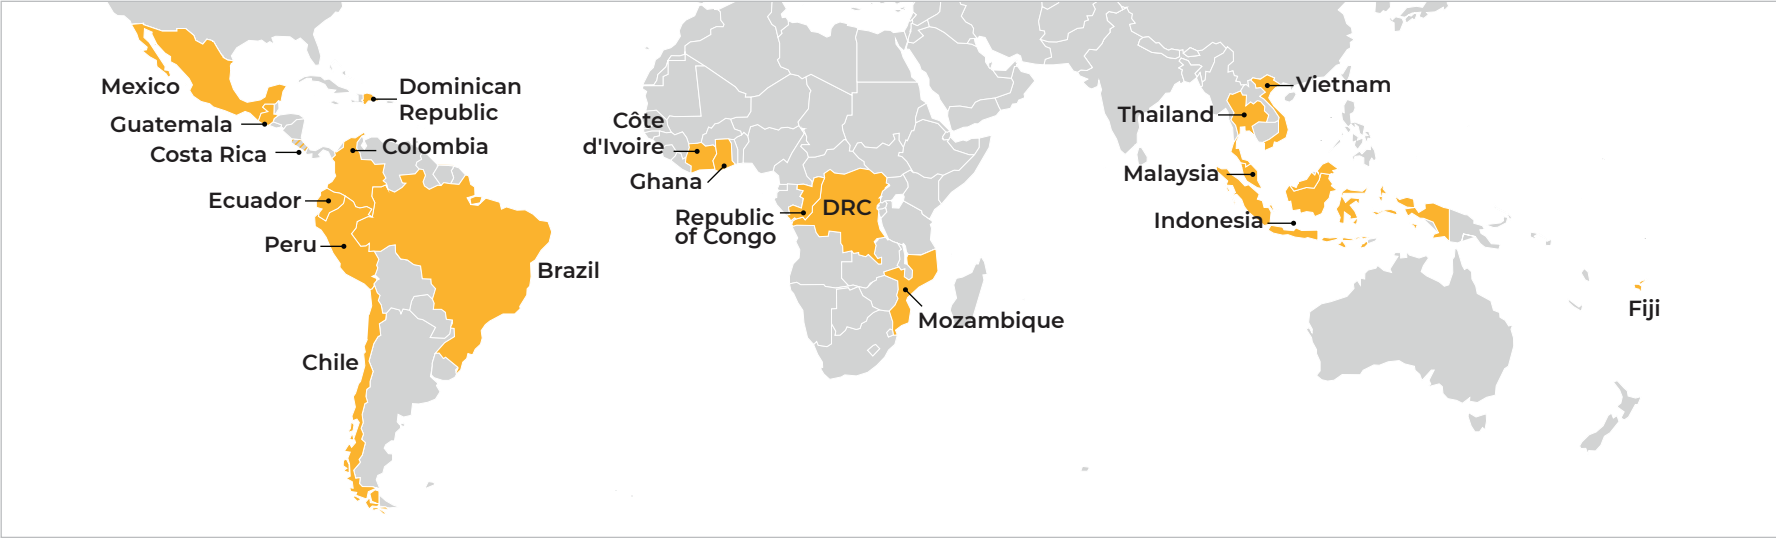 Mexico
Dominican
Republic
Guatemala
Costa Rica
Colombia
Ecuador
Peru
Brazil
Chile
Côte
d'Ivoire
Ghana
Republic
of Congo
DRC
Mozambique
Vietnam
Thailand
Malaysia
Indonesia
Fiji